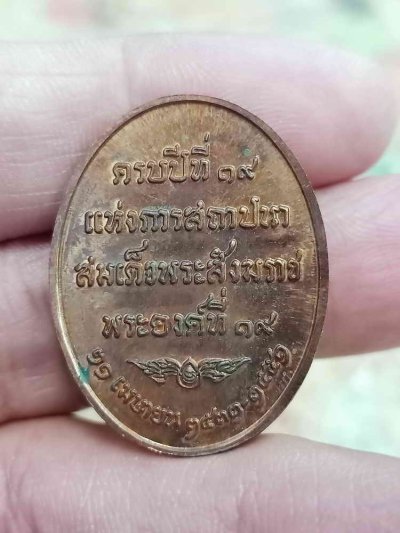 ครบปีที่ ๑๙
แห่งการสถาปนา
สมเด็จพระสังฆราช
พระองค์ที่ ๑๙
๒๑ เมษายน ๒๕๓๒-๒๕๕๑